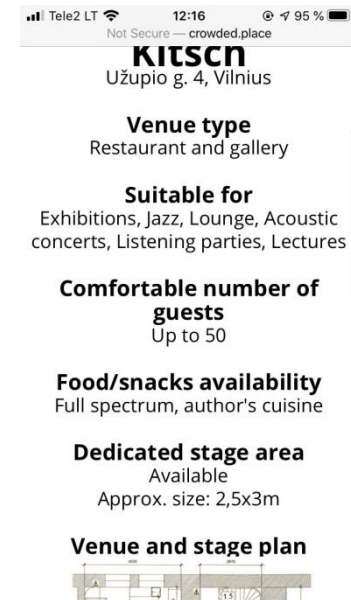 Tele2 LT 12:16 95 %
Not Secure — crowded.place
Kitsch
Užupio g. 4, Vilnius
Venue type
Restaurant and gallery
Suitable for
Exhibitions, Jazz, Lounge, Acoustic
concerts, Listening parties, Lectures
Comfortable number of
guests
Up to 50
Food/snacks availability
Full spectrum, author's cuisine
Dedicated stage area
Available
Approx. size: 2,5x3m
Venue and stage plan